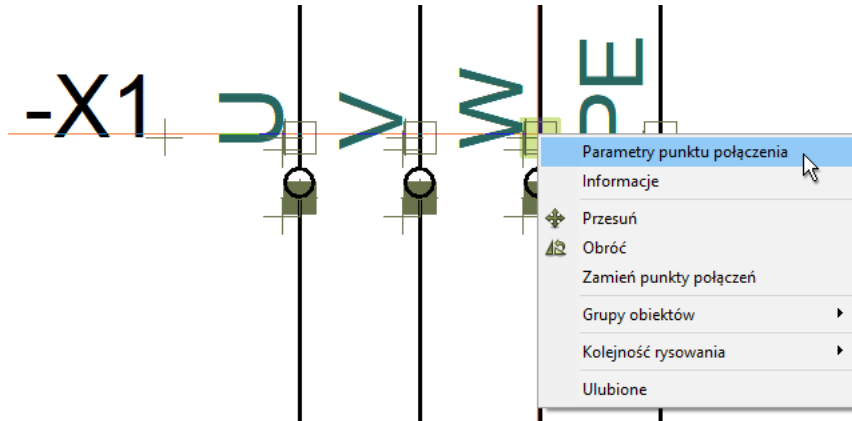 -X1 U V W PE
Parametry punktu połączenia
Informacje
Przesuń
Obróć
Zamień punkty połączeń
Grupy obiektów
Kolejność rysowania
Ulubione